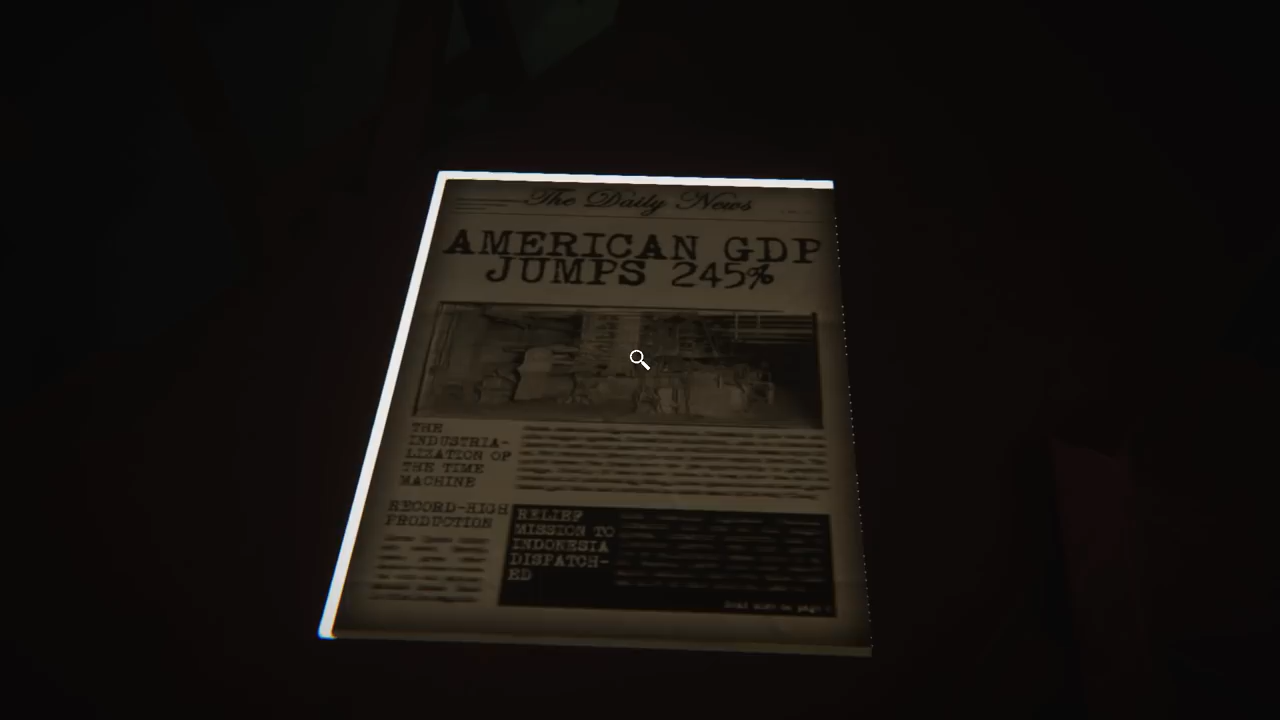 The Daily News
AMERICAN GDP
JUMPS 245%
THE
INDUSTRIA-
LIZATION OF
THE TIME
MACHINE
RECORD-HIGH
PRODUCTION
RELIEF
MISSION TO
INDONESIA
DISPATCH-
ED